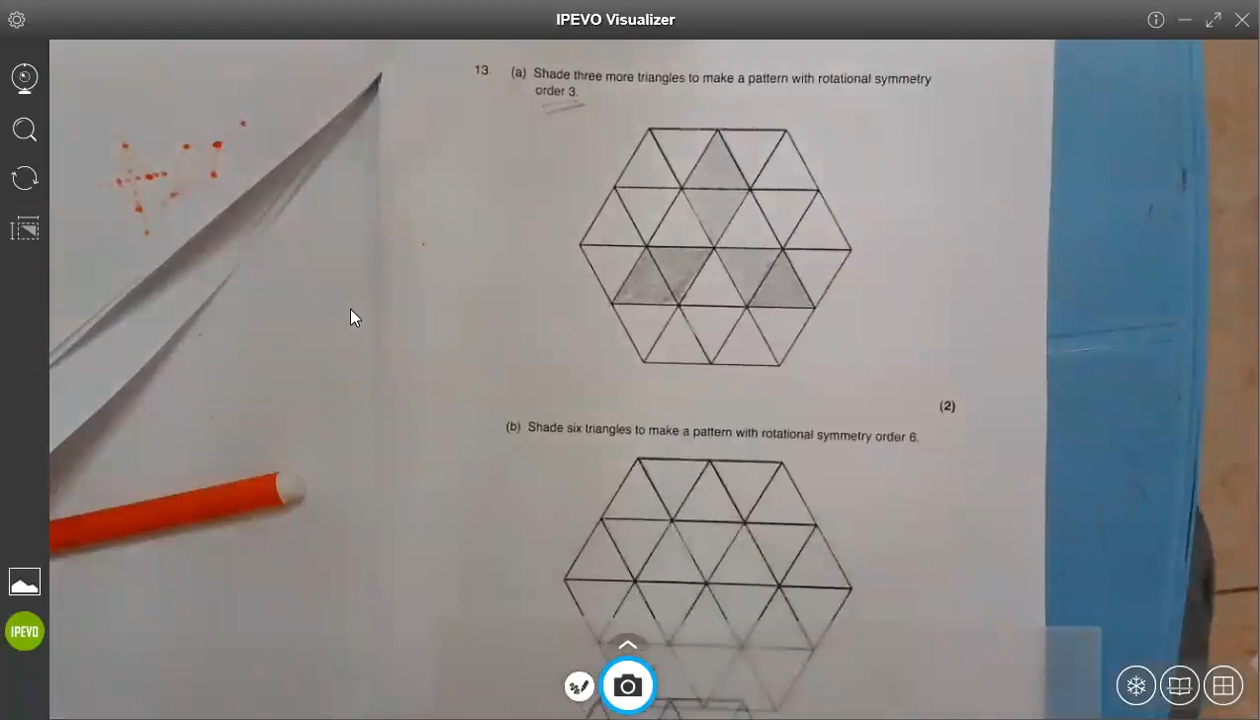 IPEVO Visualizer
13. (a) Shade three more triangles to make a pattern with rotational symmetry
order 3.
(2)
(b) Shade six triangles to make a pattern with rotational symmetry order 6.
IPEVO